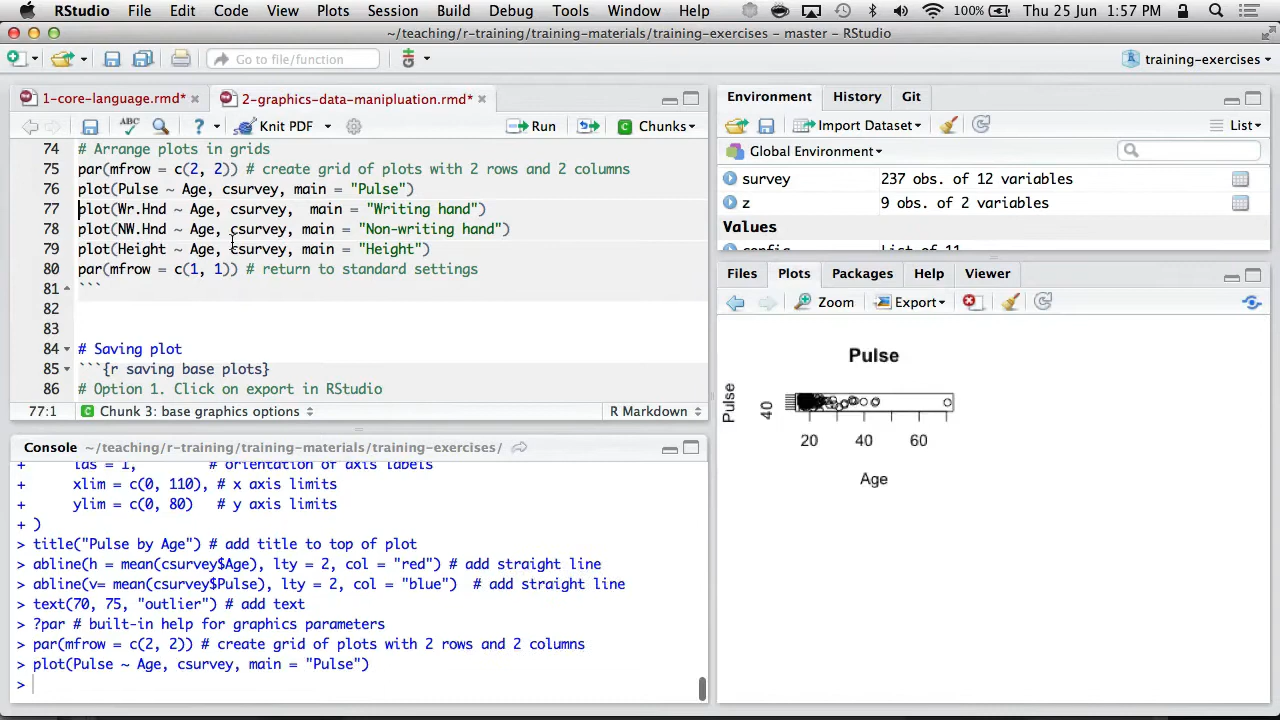 RStudio File Edit Code View Plots Session Build Debug Tools Window Help 100% Thu 25 Jun 1:57 PM
~/teaching/r-training/training-materials/training-exercises - master - RStudio
Go to file/function training-exercises
1-core-language.rmd* 2-graphics-data-manipluation.rmd*
ABC ? Knit PDF Run Chunks
74 # Arrange plots in grids
75 par(mfrow = c(2, 2)) # create grid of plots with 2 rows and 2 columns
76 plot(Pulse ~ Age, csurvey, main = "Pulse")
77 plot(Wr.Hnd ~ Age, csurvey,  main = "Writing hand")
78 plot(NW.Hnd ~ Age, csurvey, main = "Non-writing hand")
79 plot(Height ~ Age, csurvey, main = "Height")
80 par(mfrow = c(1, 1)) # return to standard settings
81 ```
82
83
84 # Saving plot
85 ```{r saving base plots}
86 # Option 1. Click on export in RStudio
77:1 Chunk 3: base graphics options R Markdown
Console ~/teaching/r-training/training-materials/training-exercises/
+ las = 1, # orientation of axis labels
+ xlim = c(0, 110), # x axis limits
+ ylim = c(0, 80) # y axis limits
+ )
> title("Pulse by Age") # add title to top of plot
> abline(h = mean(csurvey$Age), lty = 2, col = "red") # add straight line
> abline(v= mean(csurvey$Pulse), lty = 2, col = "blue")  # add straight line
> text(70, 75, "outlier") # add text
> ?par # built-in help for graphics parameters
> par(mfrow = c(2, 2)) # create grid of plots with 2 rows and 2 columns
> plot(Pulse ~ Age, csurvey, main = "Pulse")
>
Environment History Git
Import Dataset List
Global Environment
survey 237 obs. of 12 variables
z 9 obs. of 2 variables
Values
config List of 11
Files Plots Packages Help Viewer
Zoom Export
Pulse
Pulse
40
20 40 60
Age